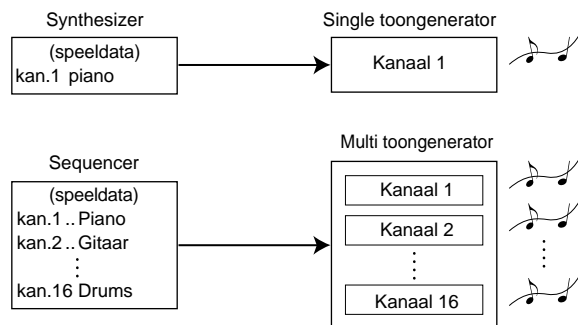 Synthesizer
(speeldata)
kan.1 piano
Single toongenerator
Kanaal 1
Sequencer
(speeldata)
kan.1 .. Piano
kan.2 .. Gitaar
kan.16 Drums
Multi toongenerator
Kanaal 1
Kanaal 2
Kanaal 16